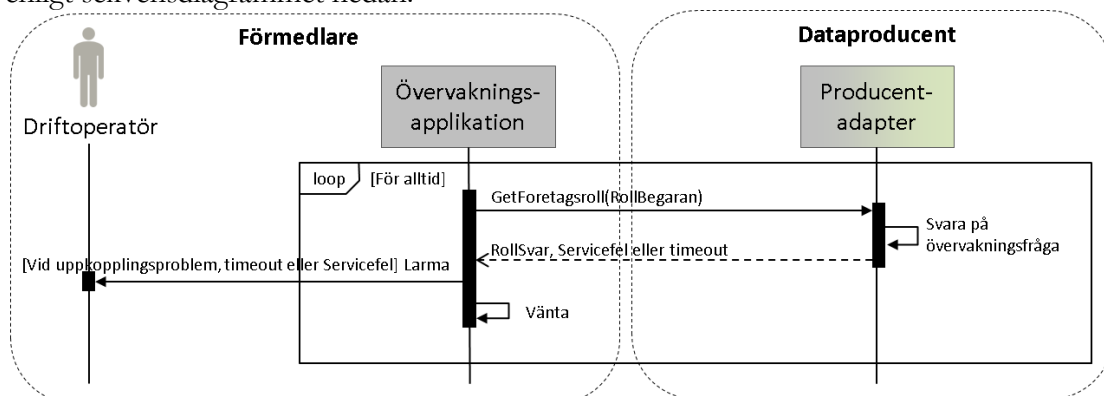 enligt sekvensdiagrammet nedan.
Förmedlare
Dataproducent
Driftoperatör
Övervaknings-
applikation
Producent-
adapter
loop [För alltid]
GetForetagsroll(RollBegaran)
Svara på
övervakningsfråga
RollSvar, Servicefel eller timeout
[Vid uppkopplingsproblem, timeout eller Servicefel] Larma
Vänta